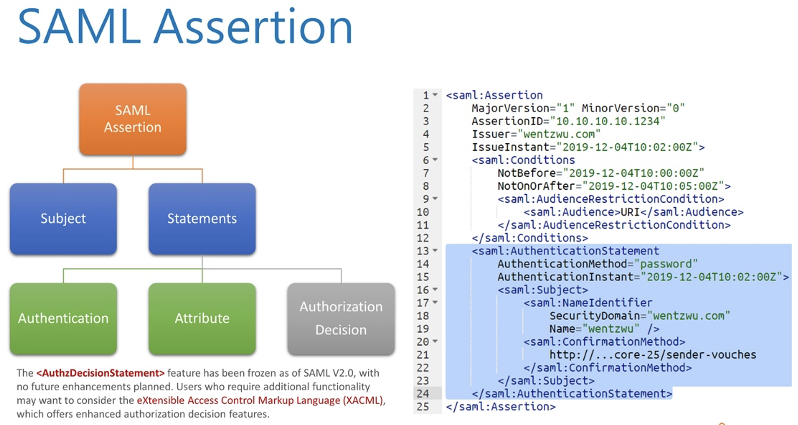 SAML Assertion
SAML
Assertion
Subject
Statements
Authentication
Attribute
Authorization
Decision
The <AuthzDecisionStatement> feature has been frozen as of SAML V2.0, with
no future enhancements planned. Users who require additional functionality
may want to consider the eXtensible Access Control Markup Language (XACML),
which offers enhanced authorization decision features.
1 <saml:Assertion
2 MajorVersion="1" MinorVersion="0"
3 AssertionID="10.10.10.10.1234"
4 Issuer="wentzwu.com"
5 IssueInstant="2019-12-04T10:02:00Z">
6 <saml:Conditions
7 NotBefore="2019-12-04T10:00:00Z"
8 NotOnOrAfter="2019-12-04T10:05:00Z">
9 <saml:AudienceRestrictionCondition>
10 <saml:Audience>URI</saml:Audience>
11 </saml:AudienceRestrictionCondition>
12 </saml:Conditions>
13 <saml:AuthenticationStatement
14 AuthenticationMethod="password"
15 AuthenticationInstant="2019-12-04T10:02:00Z">
16 <saml:Subject>
17 <saml:NameIdentifier
18 SecurityDomain="wentzwu.com"
19 Name="wentzwu" />
20 <saml:ConfirmationMethod>
21 http://...core-25/sender-vouches
22 </saml:ConfirmationMethod>
23 </saml:Subject>
24 </saml:AuthenticationStatement>
25 </saml:Assertion>